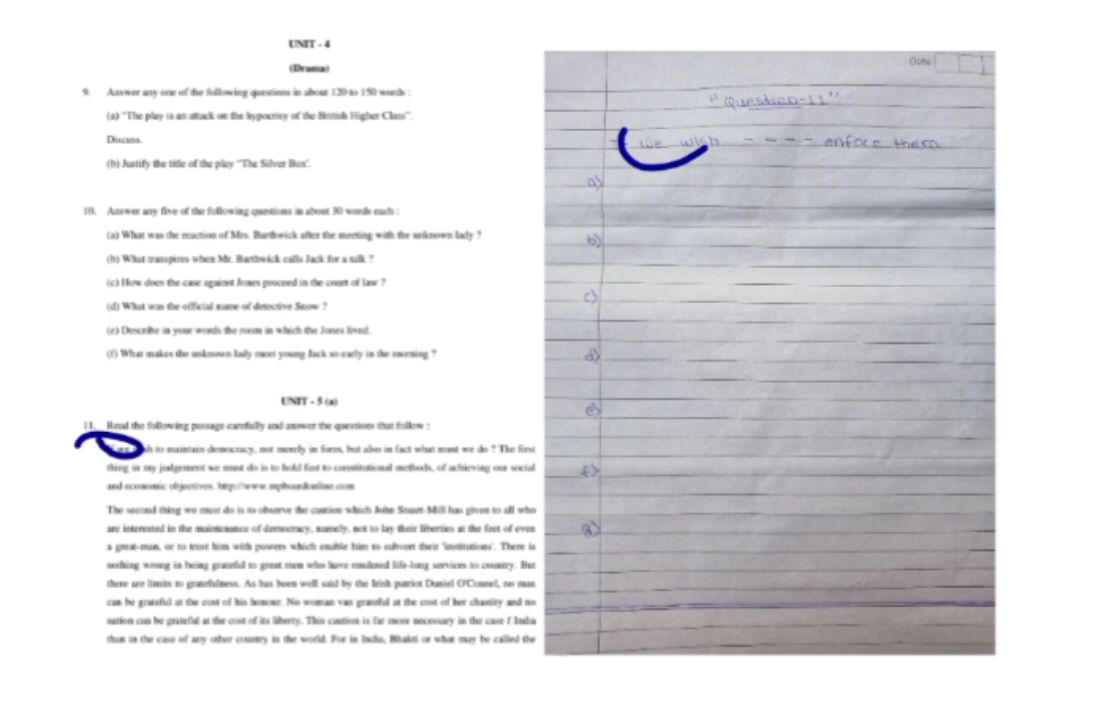 UNIT - 4
(Drama)
9. Answer any one of the following questions in about 120 to 150 words :
(a) "The play is an attack on the hypocrisy of the British Higher Class".
Discuss.
(b) Justify the title of the play "The Silver Box'.
10. Answer any five of the following questions in about 30 words each :
(a) What was the reaction of Mrs. Barthwick after the meeting with the unknown lady ?
(b) What transpires when Mr. Barthwick calls Jack for a talk ?
(c) How does the case against Jones proceed in the court of law ?
(d) What was the official name of detective Snow ?
(e) Describe in your words the room in which the Jones lived.
(f) What makes the unknown lady meet young Jack so early in the morning ?
UNIT - 5 (a)
11. Read the following passage carefully and answer the questions that follow :
to maintain democracy, not merely in form, but also in fact what must we do ? The first
thing in my judgement we must do is to hold fast to constitutional methods, of achieving our social
and economic objectives. http://www.mpboardonline.com
The second thing we must do is to observe the caution which John Stuart-Mill has given to all who
are interested in the maintenance of democracy, namely, not to lay their liberties at the feet of even
a great-man, or to trust him with powers which enable him to subvert their 'institutions'. There is
nothing wrong in being grateful to great men who have rendered life-long services to country. But
there are limits to gratefulness. As has been well said by the Irish patriot Daniel O'Connel, no man
can be grateful at the cost of his honour. No woman van grateful at the cost of her chastity and no
nation can be grateful at the cost of its liberty. This caution is far more necessary in the case f India
than in the case of any other country in the world. For in India, Bhakti or what may be called the
Date
"Question-11"
we wish - - - - enforce them
a)
b)
c)
d)
e)
f)
g)